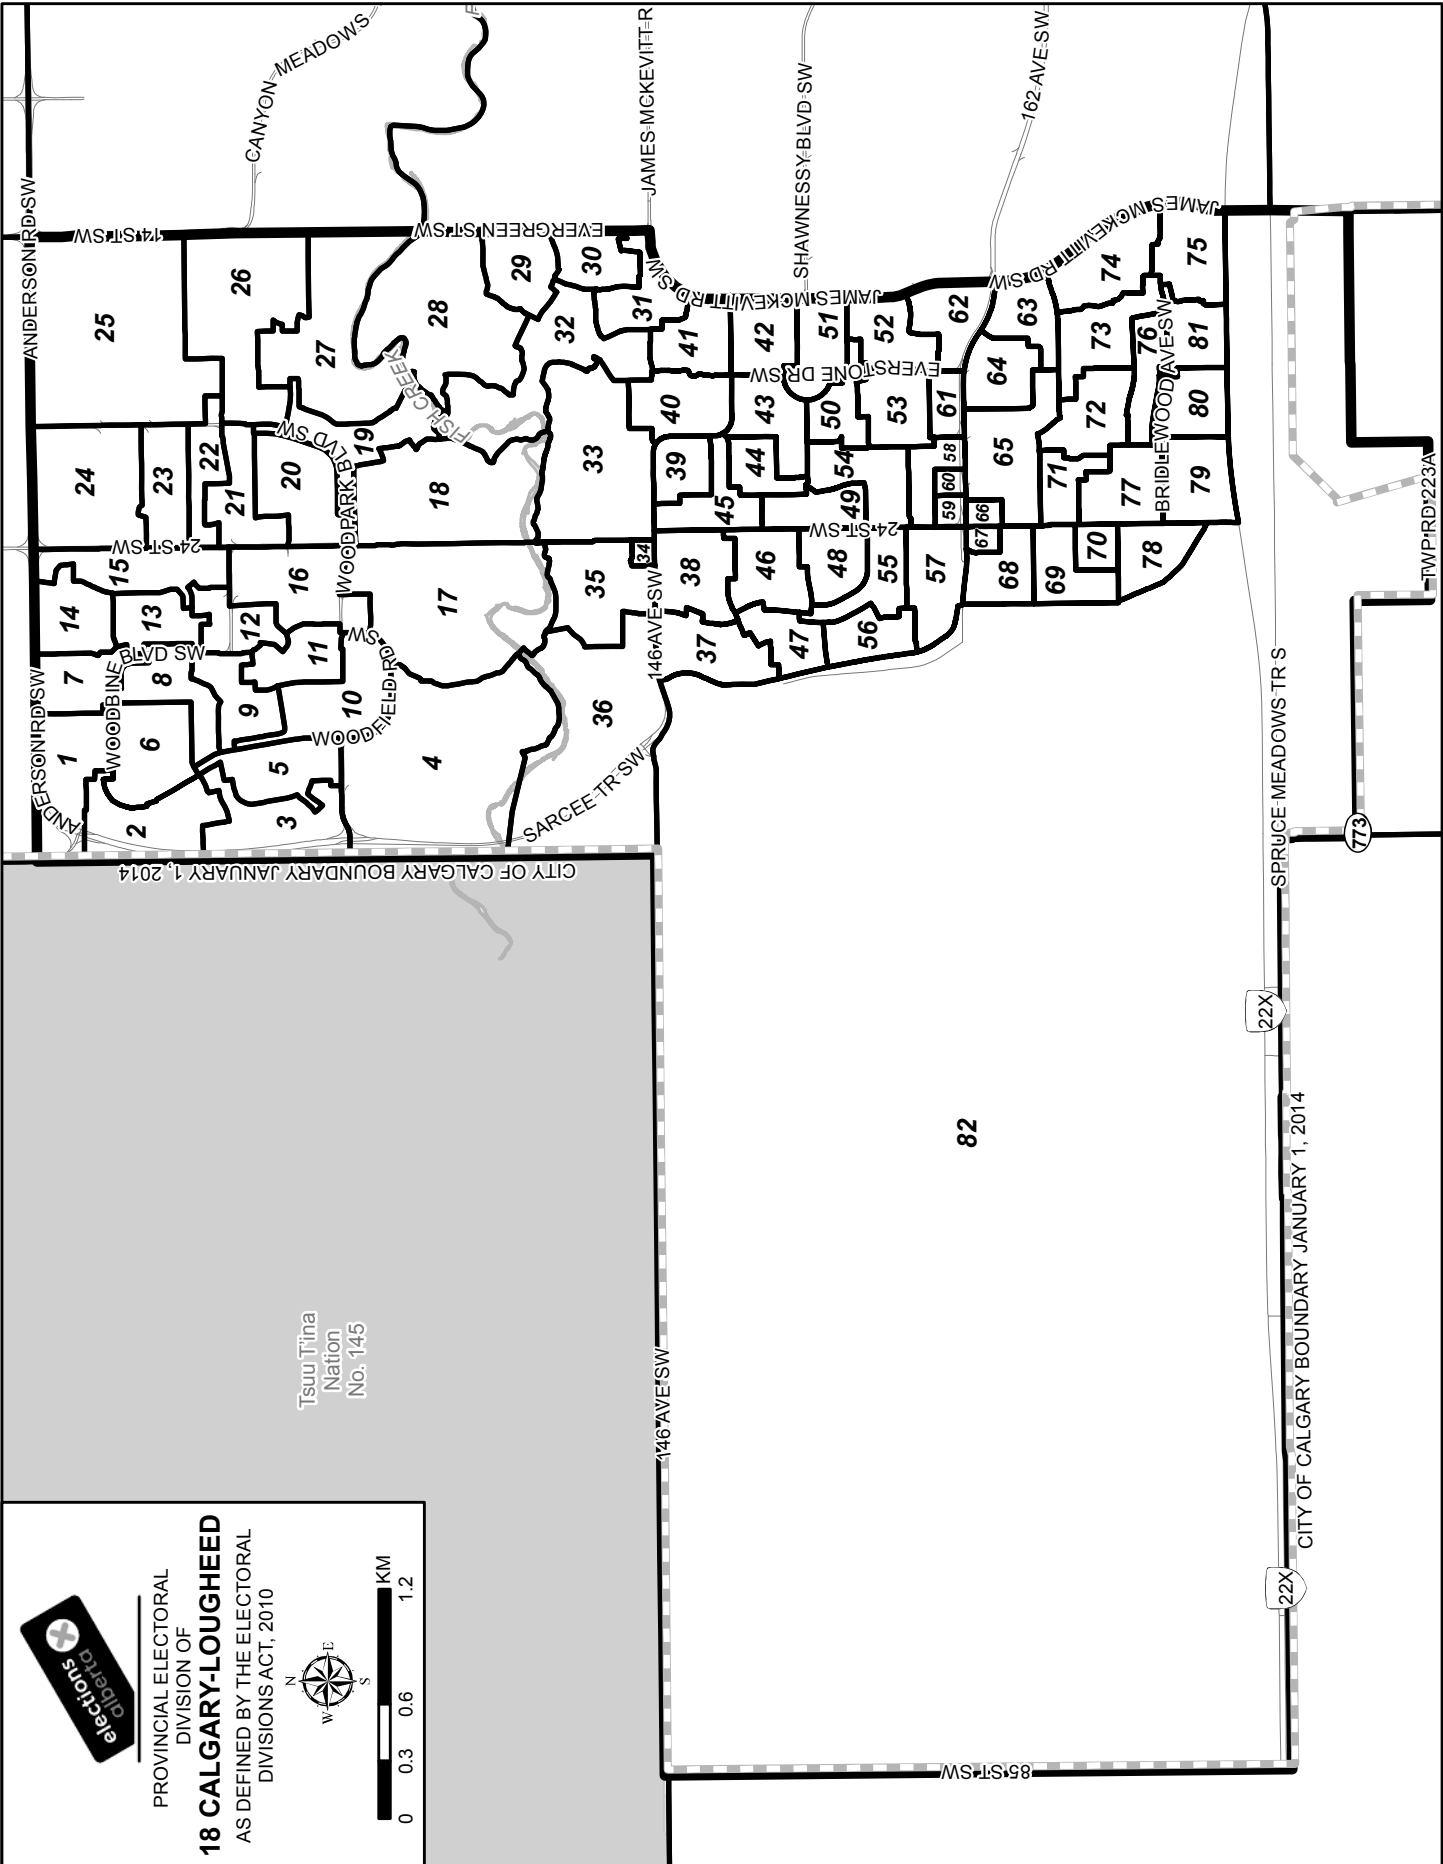 elections
alberta
PROVINCIAL ELECTORAL
DIVISION OF
18 CALGARY-LOUGHEED
AS DEFINED BY THE ELECTORAL
DIVISIONS ACT, 2010
N
W
E
S
KM
0
0.3
0.6
1.2
Tsuu T'ina
Nation
No. 145
CITY OF CALGARY BOUNDARY JANUARY 1, 2014
ANDERSON RD SW
ANDERSON RD SW
14 ST SW
CANYON MEADOWS
24 ST SW
WOODBINE
BLVD SW
WOODPARK
BLVD SW
WOODFIELD RD
SW
FISH CREEK
EVERGREEN ST SW
SARCEE TR SW
JAMES MCKEVITT R
146 AVE SW
146 AVE SW
JAMES MCKEVITT RD SW
SHAWNESSY BLVD SW
EVERSTONE DR SW
24 ST SW
162 AVE SW
JAMES MCKEVITT RD SW
BRIDLEWOOD AVE SW
85 ST SW
SPRUCE MEADOWS TR S
22X
22X
CITY OF CALGARY BOUNDARY JANUARY 1, 2014
773
TWP RD 223A
1
2
3
4
5
6
7
8
9
10
11
12
13
14
15
16
17
18
19
20
21
22
23
24
25
26
27
28
29
30
31
32
33
34
35
36
37
38
39
40
41
42
43
44
45
46
47
48
49
50
51
52
53
54
55
56
57
58
59
60
61
62
63
64
65
66
67
68
69
70
71
72
73
74
75
76
77
78
79
80
81
82